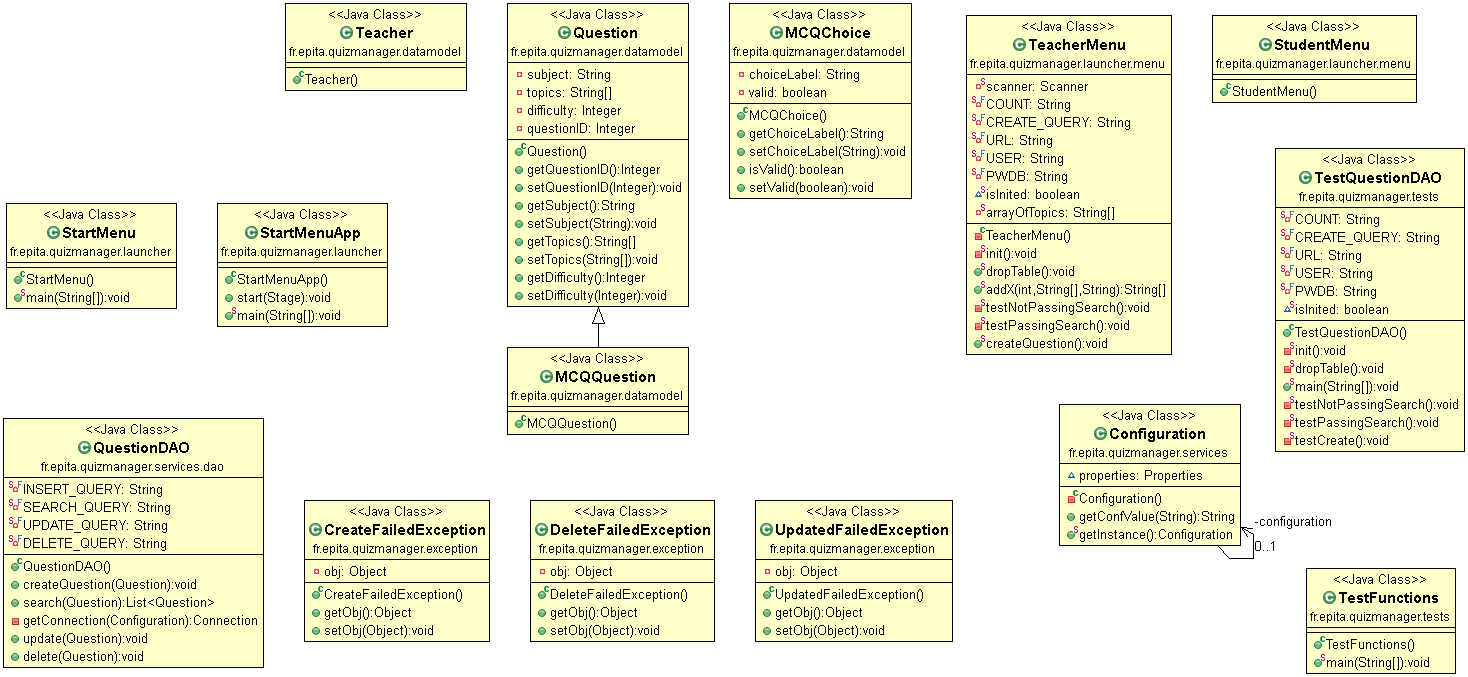 <<Java Class>>
Teacher
fr.epita.quizmanager.datamodel
Teacher()
<<Java Class>>
Question
fr.epita.quizmanager.datamodel
subject: String
topics: String[]
difficulty: Integer
questionID: Integer
Question()
getQuestionID():Integer
setQuestionID(Integer):void
getSubject():String
setSubject(String):void
getTopics():String[]
setTopics(String[]):void
getDifficulty():Integer
setDifficulty(Integer):void
<<Java Class>>
MCQChoice
fr.epita.quizmanager.datamodel
choiceLabel: String
valid: boolean
MCQChoice()
getChoiceLabel():String
setChoiceLabel(String):void
isValid():boolean
setValid(boolean):void
<<Java Class>>
TeacherMenu
fr.epita.quizmanager.launcher.menu
scanner: Scanner
COUNT: String
CREATE_QUERY: String
URL: String
USER: String
PWDB: String
isInited: boolean
arrayOfTopics: String[]
TeacherMenu()
init():void
dropTable():void
addX(int,String[],String):String[]
testNotPassingSearch():void
testPassingSearch():void
createQuestion():void
<<Java Class>>
StudentMenu
fr.epita.quizmanager.launcher.menu
StudentMenu()
<<Java Class>>
TestQuestionDAO
fr.epita.quizmanager.tests
COUNT: String
CREATE_QUERY: String
URL: String
USER: String
PWDB: String
isInited: boolean
TestQuestionDAO()
init():void
dropTable():void
main(String[]):void
testNotPassingSearch():void
testPassingSearch():void
testCreate():void
<<Java Class>>
StartMenu
fr.epita.quizmanager.launcher
StartMenu()
main(String[]):void
<<Java Class>>
StartMenuApp
fr.epita.quizmanager.launcher
StartMenuApp()
start(Stage):void
main(String[]):void
<<Java Class>>
MCQQuestion
fr.epita.quizmanager.datamodel
MCQQuestion()
<<Java Class>>
QuestionDAO
fr.epita.quizmanager.services.dao
INSERT_QUERY: String
SEARCH_QUERY: String
UPDATE_QUERY: String
DELETE_QUERY: String
QuestionDAO()
createQuestion(Question):void
search(Question):List<Question>
getConnection(Configuration):Connection
update(Question):void
delete(Question):void
<<Java Class>>
CreateFailedException
fr.epita.quizmanager.exception
obj: Object
CreateFailedException()
getObj():Object
setObj(Object):void
<<Java Class>>
DeleteFailedException
fr.epita.quizmanager.exception
obj: Object
DeleteFailedException()
getObj():Object
setObj(Object):void
<<Java Class>>
UpdatedFailedException
fr.epita.quizmanager.exception
obj: Object
UpdatedFailedException()
getObj():Object
setObj(Object):void
<<Java Class>>
Configuration
fr.epita.quizmanager.services
properties: Properties
Configuration()
getConfValue(String):String
getInstance():Configuration
-configuration
0..1
<<Java Class>>
TestFunctions
fr.epita.quizmanager.tests
TestFunctions()
main(String[]):void